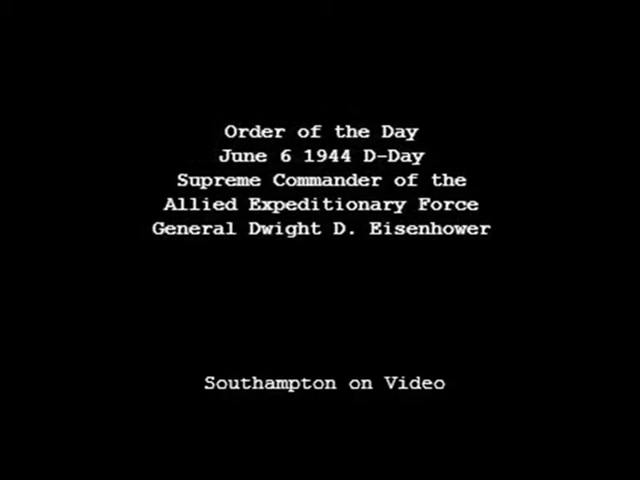 Order of the Day
June 6 1944 D-Day
Supreme Commander of the
Allied Expeditionary Force
General Dwight D. Eisenhower
Southampton on Video